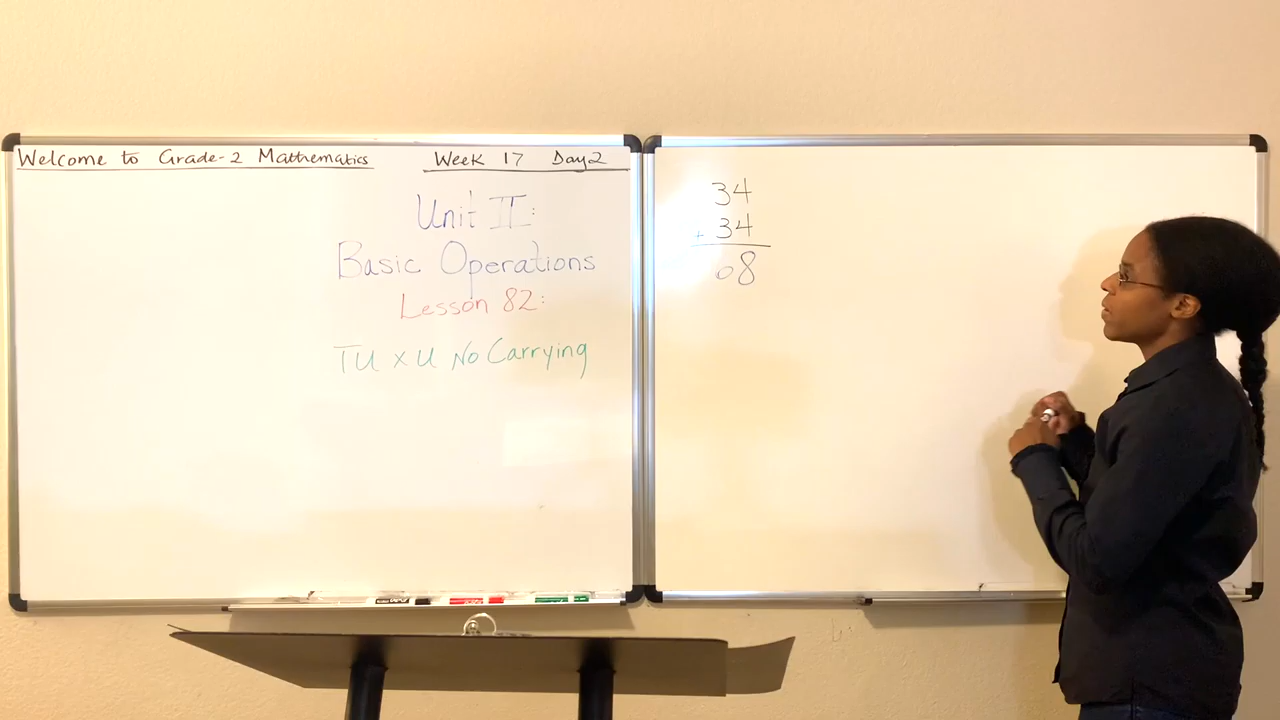 Welcome to Grade-2 Mathematics Week 17 Day2
Unit II:
Basic Operations
Lesson 82:
TU x U No Carrying
34
+ 34
08